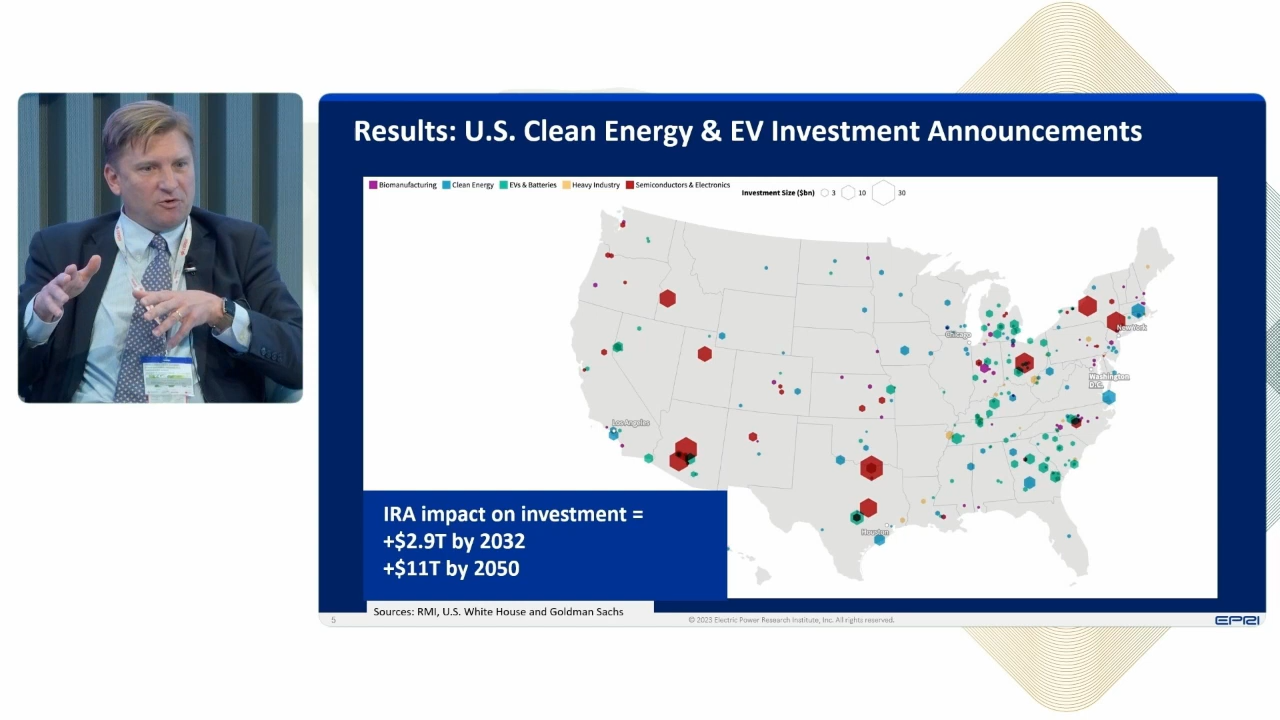 Results: U.S. Clean Energy & EV Investment Announcements
Biomanufacturing Clean Energy EVs & Batteries Heavy Industry Semiconductors & Electronics
Investment Size ($bn) 3 10 30
Chicago
New York
Washington
D.C.
Los Angeles
Houston
IRA impact on investment =
+$2.9T by 2032
+$11T by 2050
Sources: RMI, U.S. White House and Goldman Sachs
5
© 2023 Electric Power Research Institute, Inc. All rights reserved.
EPRI